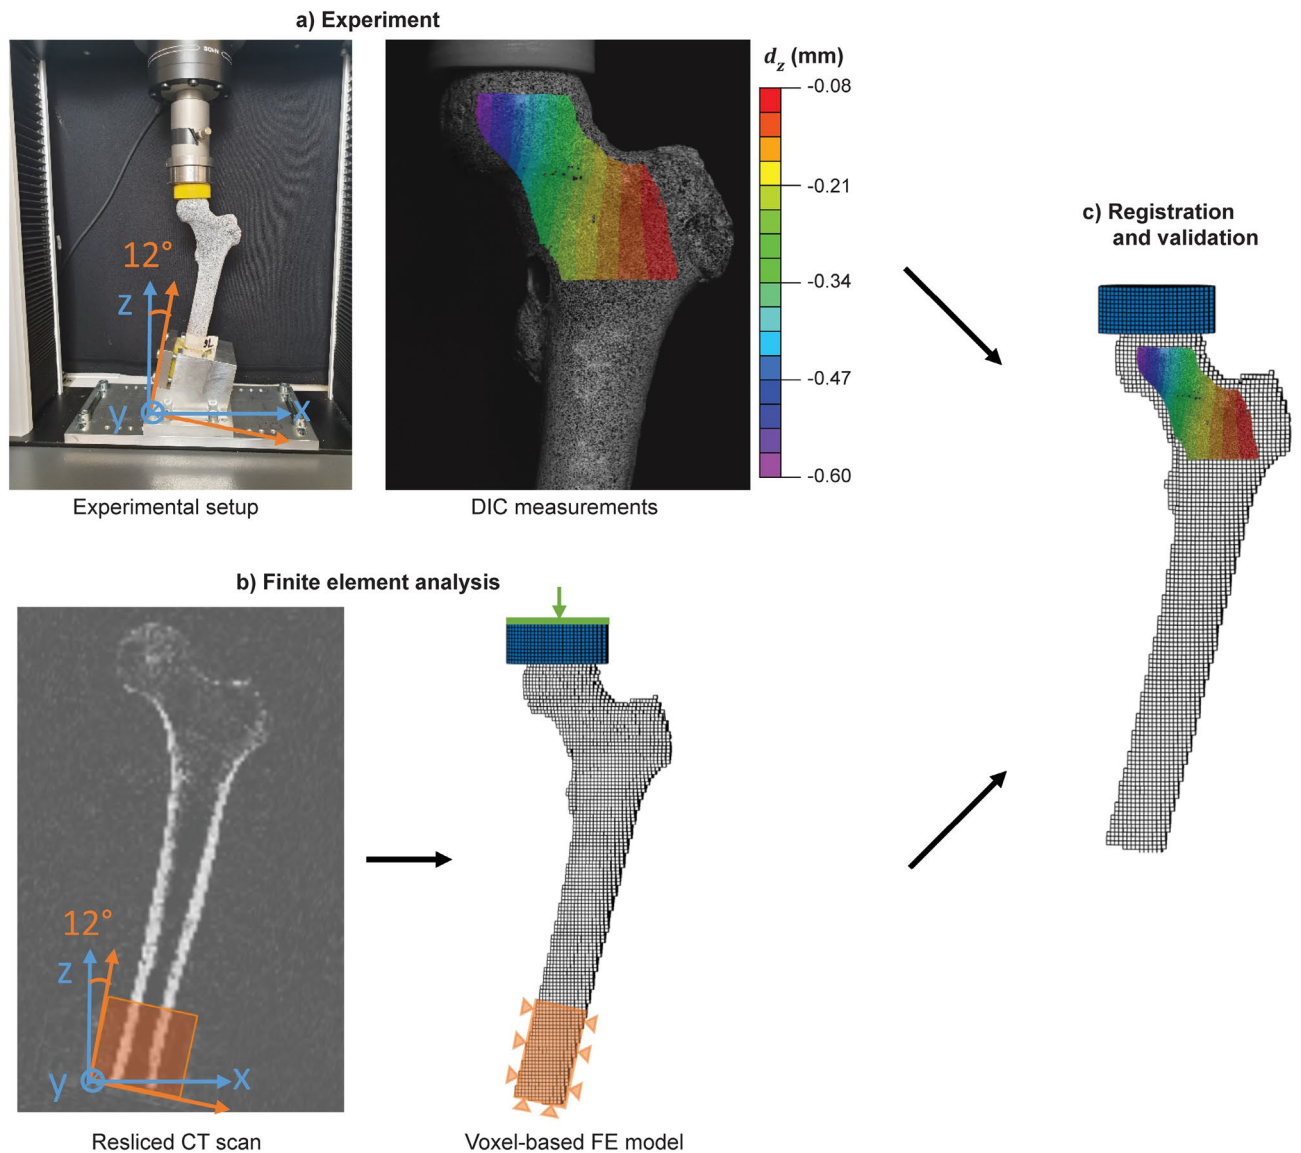 a) Experiment
12°
z
y
x
Experimental setup
DIC measurements
d_z (mm)
-0.08
-0.21
-0.34
-0.47
-0.60
c) Registration
and validation
b) Finite element analysis
12°
z
y
x
Resliced CT scan
Voxel-based FE model